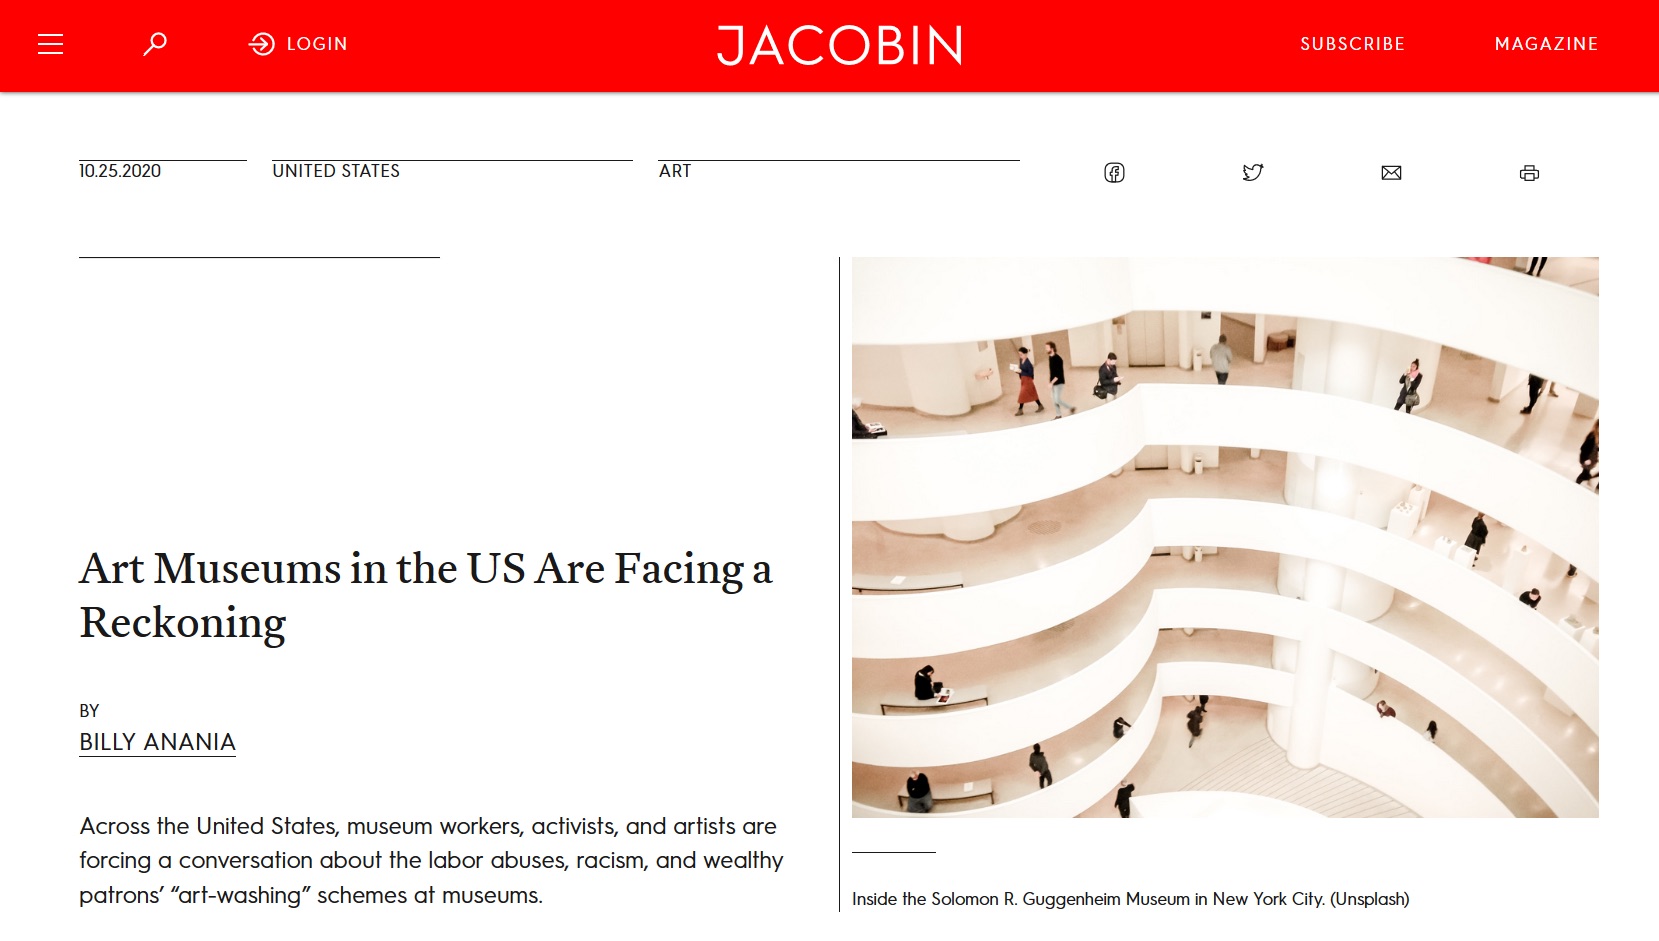 LOGIN
JACOBIN
SUBSCRIBE
MAGAZINE
10.25.2020
UNITED STATES
ART
Art Museums in the US Are Facing a
Reckoning
BY
BILLY ANANIA
Across the United States, museum workers, activists, and artists are
forcing a conversation about the labor abuses, racism, and wealthy
patrons’ “art-washing” schemes at museums.
Inside the Solomon R. Guggenheim Museum in New York City. (Unsplash)